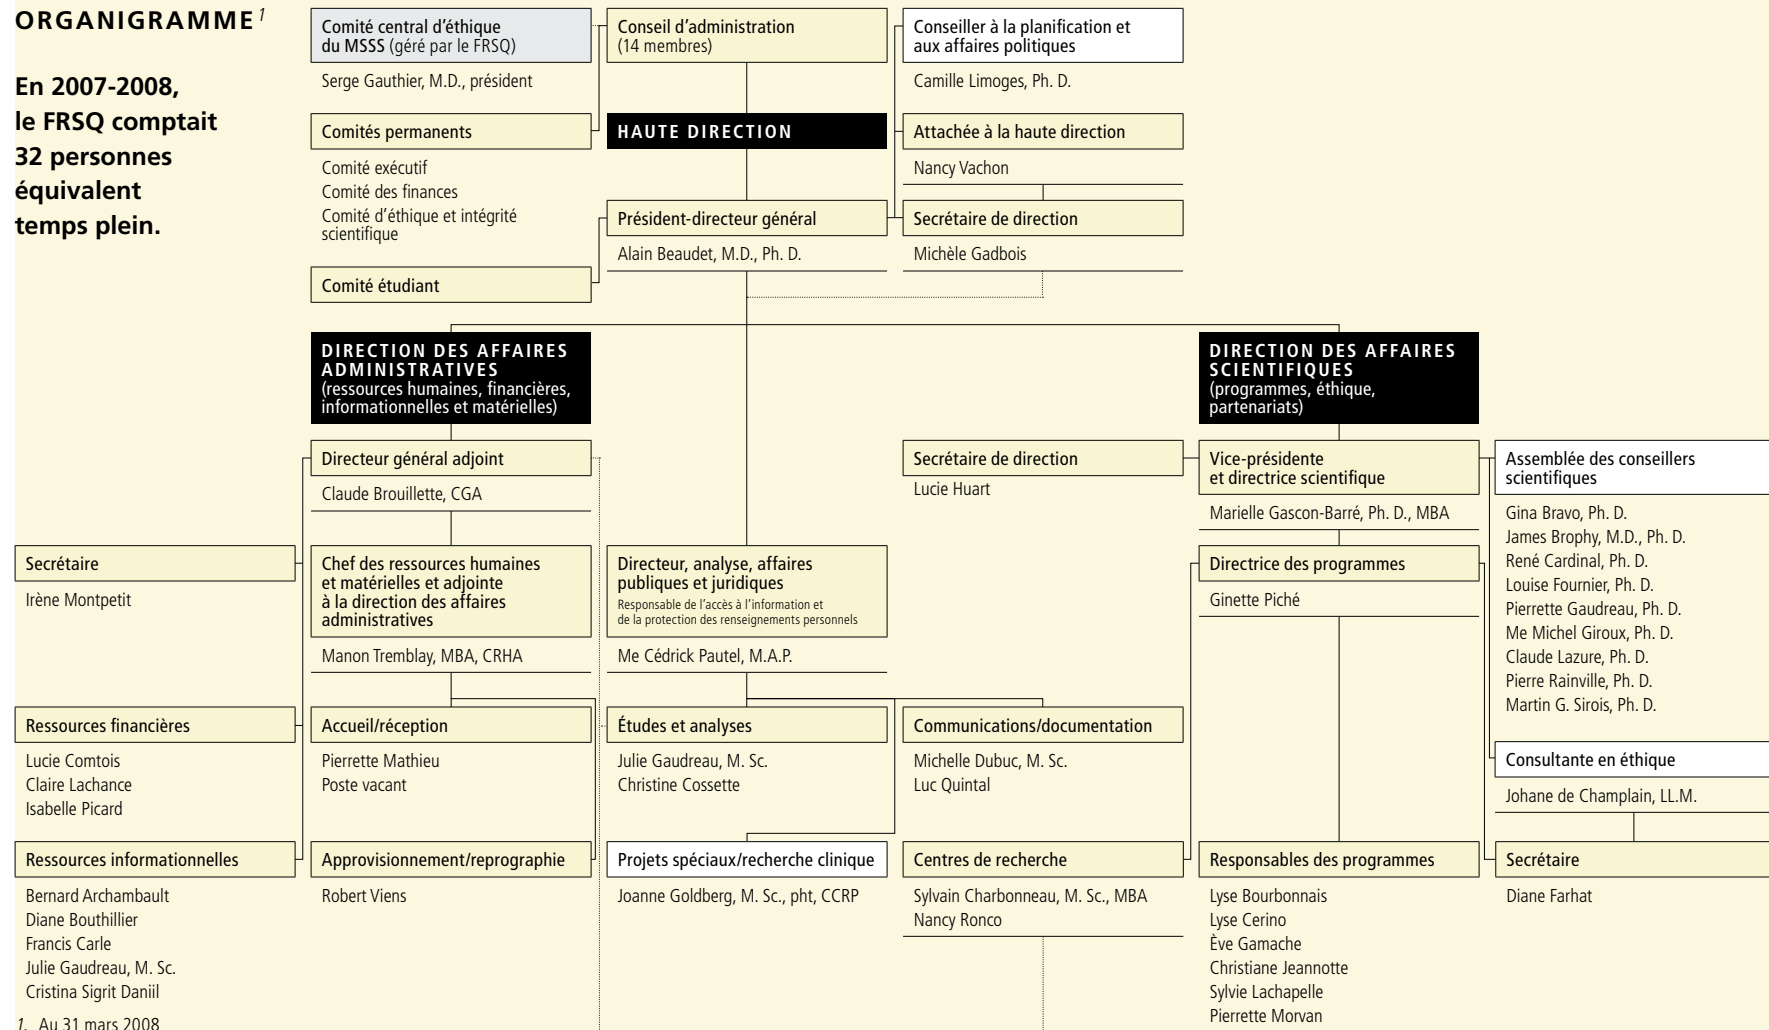 ORGANIGRAMME 1
En 2007-2008,
le FRSQ comptait
32 personnes
équivalent
temps plein.
Comité central d'éthique
du MSSS (géré par le FRSQ)
Serge Gauthier, M.D., président
Conseil d'administration
(14 membres)
Conseiller à la planification et
aux affaires politiques
Camille Limoges, Ph. D.
Comités permanents
Comité exécutif
Comité des finances
Comité d'éthique et intégrité
scientifique
HAUTE DIRECTION
Attachée à la haute direction
Nancy Vachon
Président-directeur général
Alain Beaudet, M.D., Ph. D.
Secrétaire de direction
Michèle Gadbois
Comité étudiant
DIRECTION DES AFFAIRES
ADMINISTRATIVES
(ressources humaines, financières,
informationnelles et matérielles)
DIRECTION DES AFFAIRES
SCIENTIFIQUES
(programmes, éthique,
partenariats)
Directeur général adjoint
Claude Brouillette, CGA
Secrétaire de direction
Lucie Huart
Vice-présidente
et directrice scientifique
Marielle Gascon-Barré, Ph. D., MBA
Assemblée des conseillers
scientifiques
Gina Bravo, Ph. D.
James Brophy, M.D., Ph. D.
René Cardinal, Ph. D.
Louise Fournier, Ph. D.
Pierrette Gaudreau, Ph. D.
Me Michel Giroux, Ph. D.
Claude Lazure, Ph. D.
Pierre Rainville, Ph. D.
Martin G. Sirois, Ph. D.
Secrétaire
Irène Montpetit
Chef des ressources humaines
et matérielles et adjointe
à la direction des affaires
administratives
Manon Tremblay, MBA, CRHA
Directeur, analyse, affaires
publiques et juridiques
Responsable de l'accès à l'information et
de la protection des renseignements personnels
Me Cédrick Pautel, M.A.P.
Directrice des programmes
Ginette Piché
Ressources financières
Lucie Comtois
Claire Lachance
Isabelle Picard
Accueil/réception
Pierrette Mathieu
Poste vacant
Études et analyses
Julie Gaudreau, M. Sc.
Christine Cossette
Communications/documentation
Michelle Dubuc, M. Sc.
Luc Quintal
Consultante en éthique
Johane de Champlain, LL.M.
Ressources informationnelles
Bernard Archambault
Diane Bouthillier
Francis Carle
Julie Gaudreau, M. Sc.
Cristina Sigrit Daniil
Approvisionnement/reprographie
Robert Viens
Projets spéciaux/recherche clinique
Joanne Goldberg, M. Sc., pht, CCRP
Centres de recherche
Sylvain Charbonneau, M. Sc., MBA
Nancy Ronco
Responsables des programmes
Lyse Bourbonnais
Lyse Cerino
Ève Gamache
Christiane Jeannotte
Sylvie Lachapelle
Pierrette Morvan
Secrétaire
Diane Farhat
1. Au 31 mars 2008